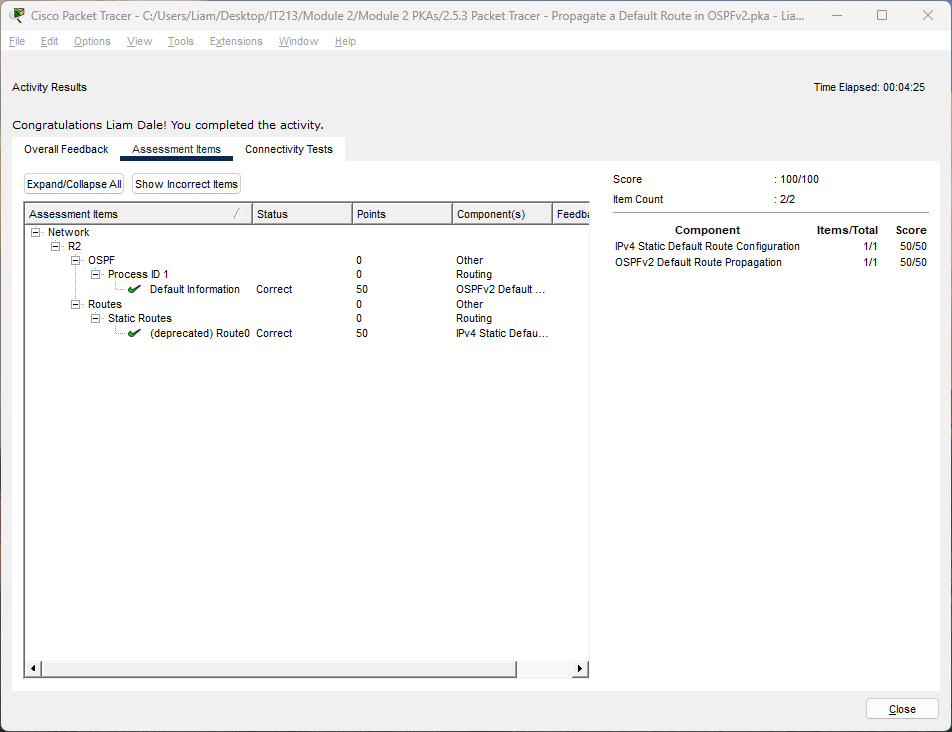 Cisco Packet Tracer - C:/Users/Liam/Desktop/IT213/Module 2/Module 2 PKAs/2.5.3 Packet Tracer - Propagate a Default Route in OSPFv2.pka - Lia...
File Edit Options View Tools Extensions Window Help
Activity Results Time Elapsed: 00:04:25
Congratulations Liam Dale! You completed the activity.
Overall Feedback Assessment Items Connectivity Tests
Expand/Collapse All Show Incorrect Items
Assessment Items Status Points Component(s) Feedba
Network
R2
OSPF 0 Other
Process ID 1 0 Routing
Default Information Correct 50 OSPFv2 Default ...
Routes 0 Other
Static Routes 0 Routing
(deprecated) Route0 Correct 50 IPv4 Static Defau...
Score : 100/100
Item Count : 2/2
Component Items/Total Score
IPv4 Static Default Route Configuration 1/1 50/50
OSPFv2 Default Route Propagation 1/1 50/50
Close